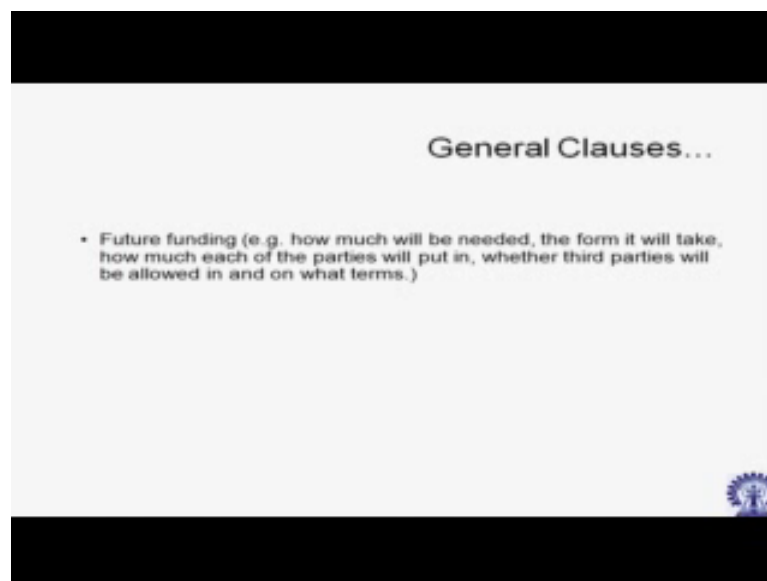 General Clauses...
• Future funding (e.g. how much will be needed, the form it will take,
how much each of the parties will put in, whether third parties will
be allowed in and on what terms.)